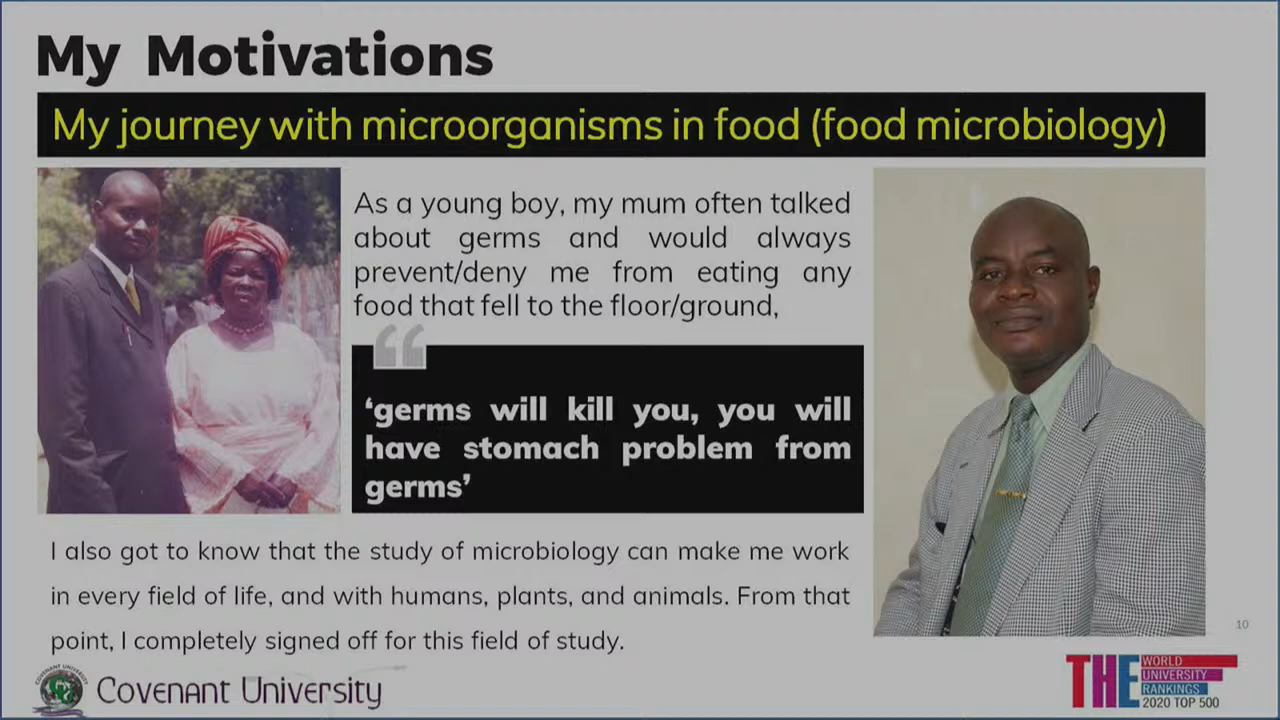 My Motivations
My journey with microorganisms in food (food microbiology)
As a young boy, my mum often talked
about germs and would always
prevent/deny me from eating any
food that fell to the floor/ground,
“
‘germs will kill you, you will
have stomach problem from
germs’
I also got to know that the study of microbiology can make me work
in every field of life, and with humans, plants, and animals. From that
point, I completely signed off for this field of study.
10
COVENANT UNIVERSITY
Covenant University
THE WORLD
UNIVERSITY
RANKINGS
2020 TOP 500